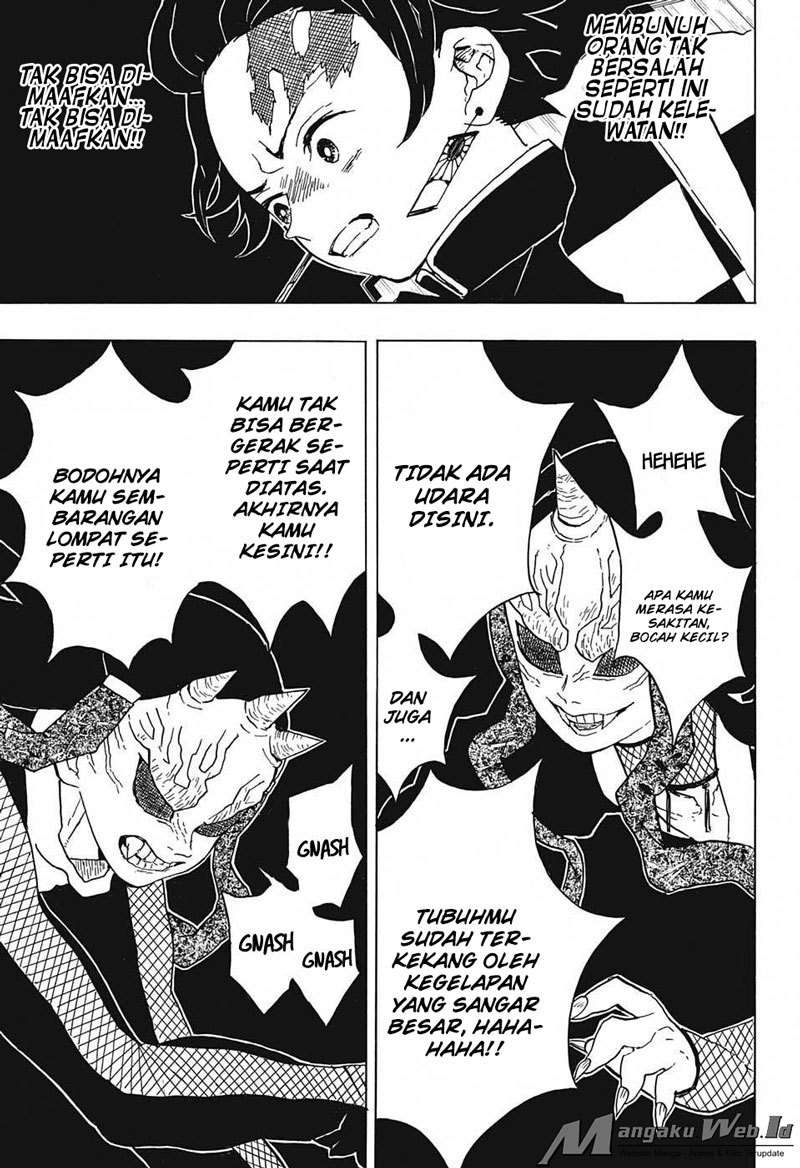 MEMBUNUH
ORANG TAK
BERSALAH
SEPERTI INI
SUDAH KELE-
WATAN!!
TAK BISA DI-
MAAFKAN...
TAK BISA DI-
MAAFKAN!!
HEHEHE
APA KAMU
MERASA KE-
SAKITAN,
BOCAH KECIL?
TIDAK ADA
UDARA
DISINI.
DAN
JUGA
...
TUBUHMU
SUDAH TER-
KEKANG OLEH
KEGELAPAN
YANG SANGAR
BESAR, HAHA-
HAHA!!
KAMU TAK
BISA BER-
GERAK SE-
PERTI SAAT
DIATAS.
AKHIRNYA
KAMU
KESINI!!
BODOHNYA
KAMU SEM-
BARANGAN
LOMPAT SE-
PERTI ITU!
GNASH
GNASH
GNASH
Mangaku Web.Id